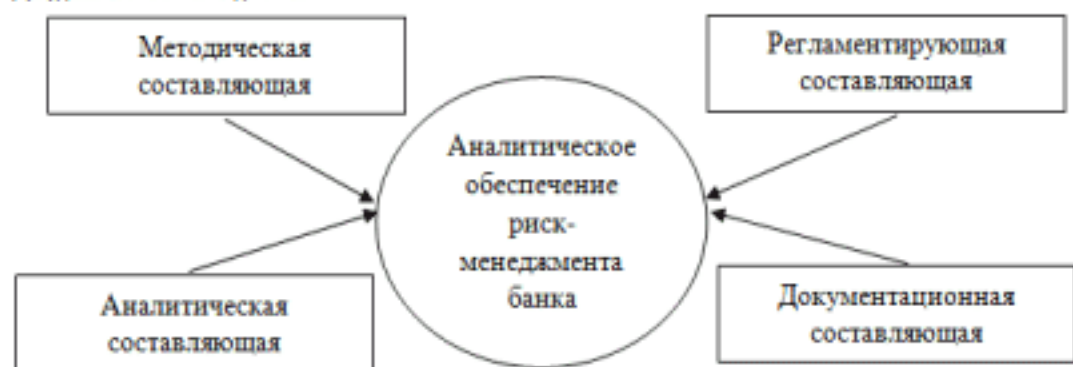 Методическая
составляющая
Регламентирующая
составляющая
Аналитическое
обеспечение
риск-
менеджмента
банка
Аналитическая
составляющая
Документационная
составляющая